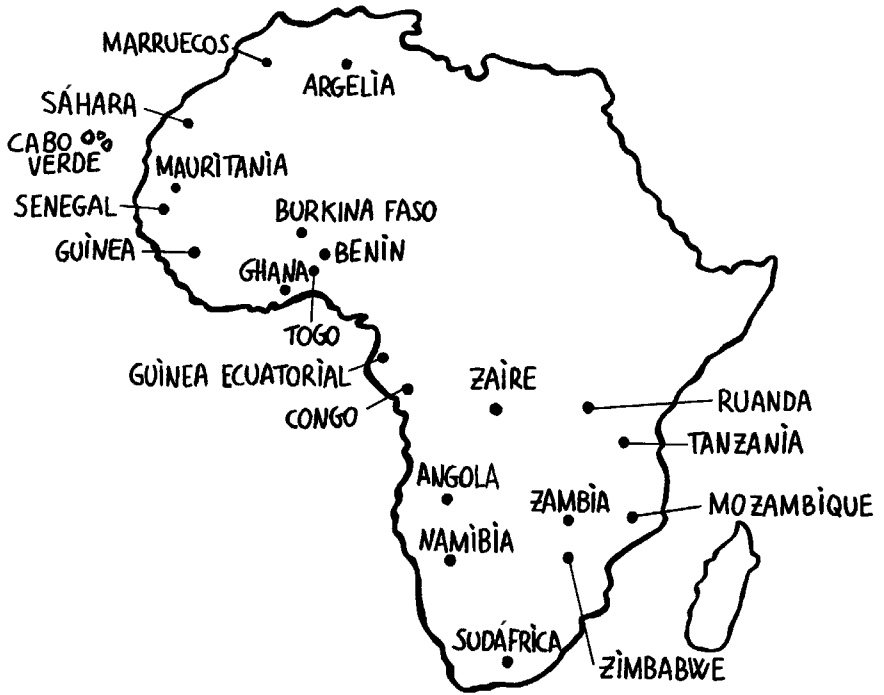 MARRUECOS
ARGELIA
SÁHARA
CABO
VERDE
MAURITANIA
SENEGAL
BURKINA FASO
GUINEA
BENIN
GHANA
TOGO
GUINEA ECUATORIAL
ZAIRE
CONGO
RUANDA
TANZANIA
ANGOLA
ZAMBIA
MOZAMBIQUE
NAMIBIA
SUDÁFRICA
ZIMBABWE